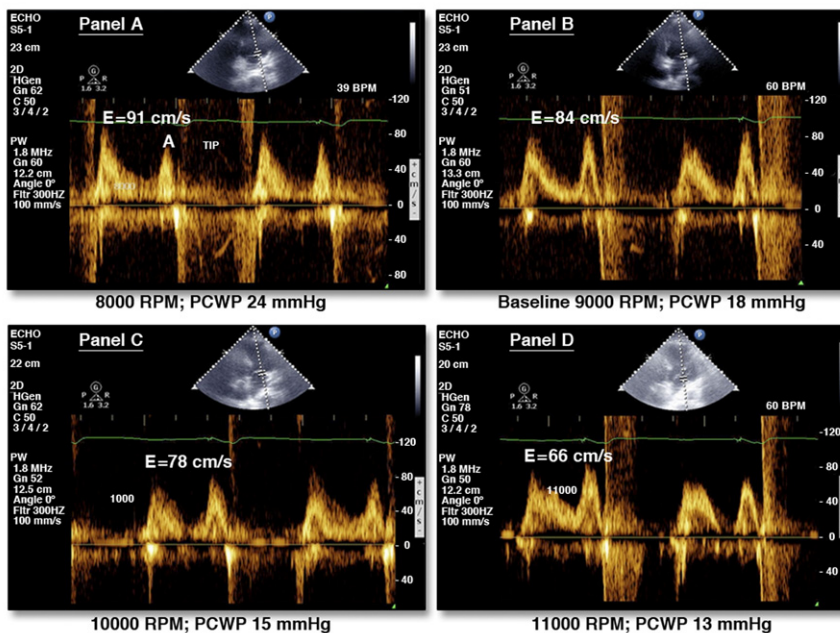 ECHO
S5-1
23 cm
2D
HGen
Gn 62
C 50
3 / 4 / 2
PW
1.8 MHz
Gn 60
12.2 cm
Angle 0°
Fltr 300HZ
100 mm/s
Panel A
P
G
P R
1.6 3.2
39 BPM
E=91 cm/s
A
TIP
-120
-80
-40
- 0
- 40
- 80
+cm/s-
8000 RPM; PCWP 24 mmHg
ECHO
S5-1
23 cm
2D
HGen
Gn 51
C 50
3 / 4 / 2
PW
1.8 MHz
Gn 60
13.3 cm
Angle 0°
Fltr 300HZ
100 mm/s
Panel B
P
G
P R
1.6 3.2
60 BPM
E=84 cm/s
-120
- 80
- 40
- 0
- 40
- 80
Baseline 9000 RPM; PCWP 18 mmHg
ECHO
S5-1
22 cm
2D
HGen
Gn 62
C 50
3 / 4 / 2
PW
1.8 MHz
Gn 52
12.5 cm
Angle 0°
Fltr 300HZ
100 mm/s
Panel C
P
G
P R
1.6 3.2
E=78 cm/s
1000
-120
- 80
- 40
- 0
- 40
+cm/s-
10000 RPM; PCWP 15 mmHg
ECHO
S5-1
20 cm
2D
HGen
Gn 78
C 50
3 / 4 / 2
PW
1.8 MHz
Gn 50
12.2 cm
Angle 0°
Fltr 300HZ
100 mm/s
Panel D
P
G
P R
1.6 3.2
60 BPM
E=66 cm/s
11000
-120
- 80
- 40
- 0
- 40
11000 RPM; PCWP 13 mmHg